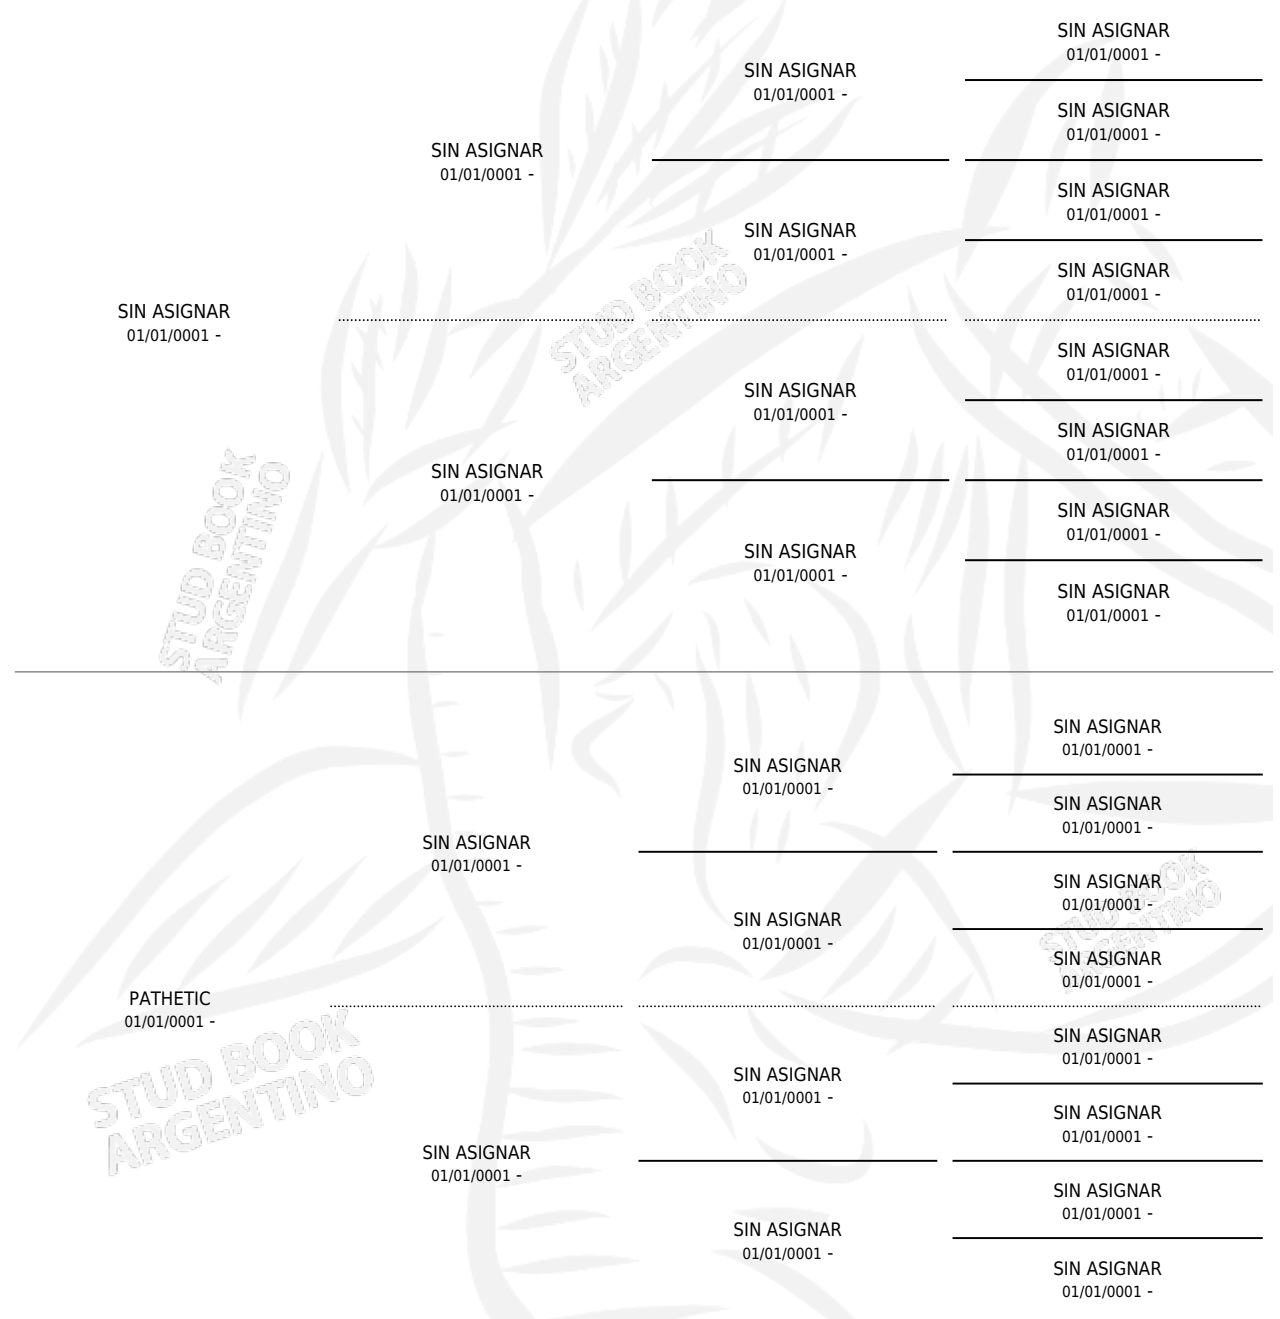 SIN ASIGNAR
01/01/0001 -
SIN ASIGNAR
01/01/0001 -
SIN ASIGNAR
01/01/0001 -
SIN ASIGNAR
01/01/0001 -
SIN ASIGNAR
01/01/0001 -
SIN ASIGNAR
01/01/0001 -
SIN ASIGNAR
01/01/0001 -
STUD BOOK
ARGENTINO
SIN ASIGNAR
01/01/0001 -
SIN ASIGNAR
01/01/0001 -
SIN ASIGNAR
01/01/0001 -
SIN ASIGNAR
01/01/0001 -
SIN ASIGNAR
01/01/0001 -
STUD BOOK
ARGENTINO
SIN ASIGNAR
01/01/0001 -
SIN ASIGNAR
01/01/0001 -
SIN ASIGNAR
01/01/0001 -
SIN ASIGNAR
01/01/0001 -
SIN ASIGNAR
01/01/0001 -
SIN ASIGNAR
01/01/0001 -
SIN ASIGNAR
01/01/0001 -
SIN ASIGNAR
01/01/0001 -
SIN ASIGNAR
01/01/0001 -
STUD BOOK
ARGENTINO
SIN ASIGNAR
01/01/0001 -
SIN ASIGNAR
01/01/0001 -
PATHETIC
01/01/0001 -
STUD BOOK
ARGENTINO
SIN ASIGNAR
01/01/0001 -
SIN ASIGNAR
01/01/0001 -
SIN ASIGNAR
01/01/0001 -
SIN ASIGNAR
01/01/0001 -
SIN ASIGNAR
01/01/0001 -
SIN ASIGNAR
01/01/0001 -
SIN ASIGNAR
01/01/0001 -